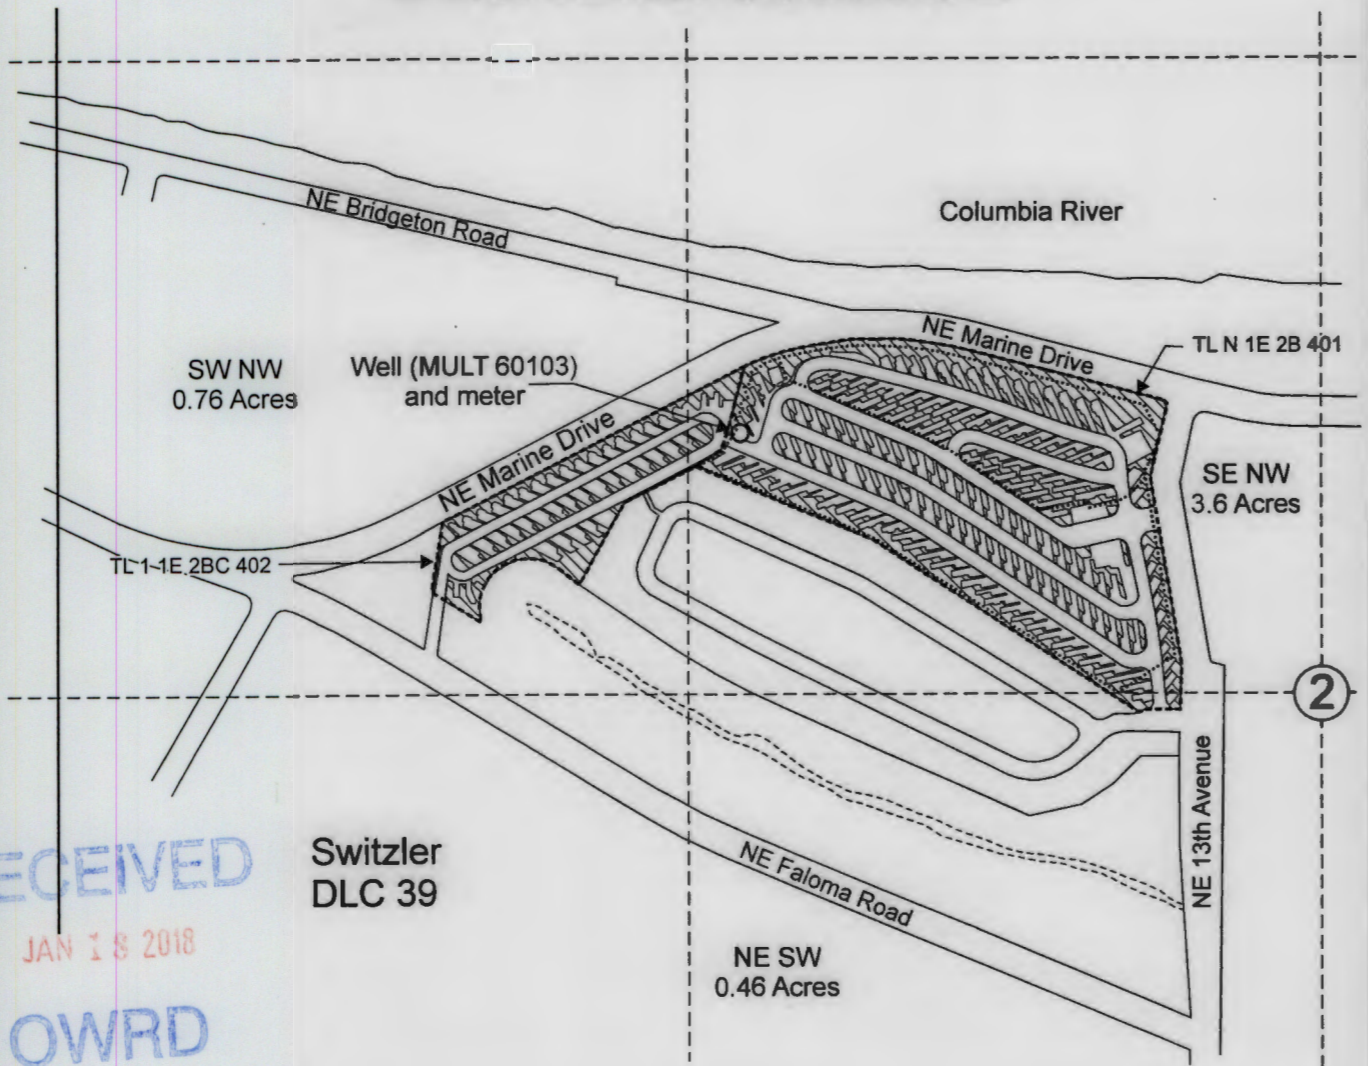 Columbia River
NE Bridgeton Road
NE Marine Drive
TL N 1E 2B 401
SW NW
0.76 Acres
Well (MULT 60103)
and meter
NE Marine Drive
SE NW
3.6 Acres
TL 1 1E 2BC 402
2
NE 13th Avenue
Switzler
DLC 39
NE Faloma Road
NE SW
0.46 Acres
ECEIVED
JAN 18 2018
OWRD